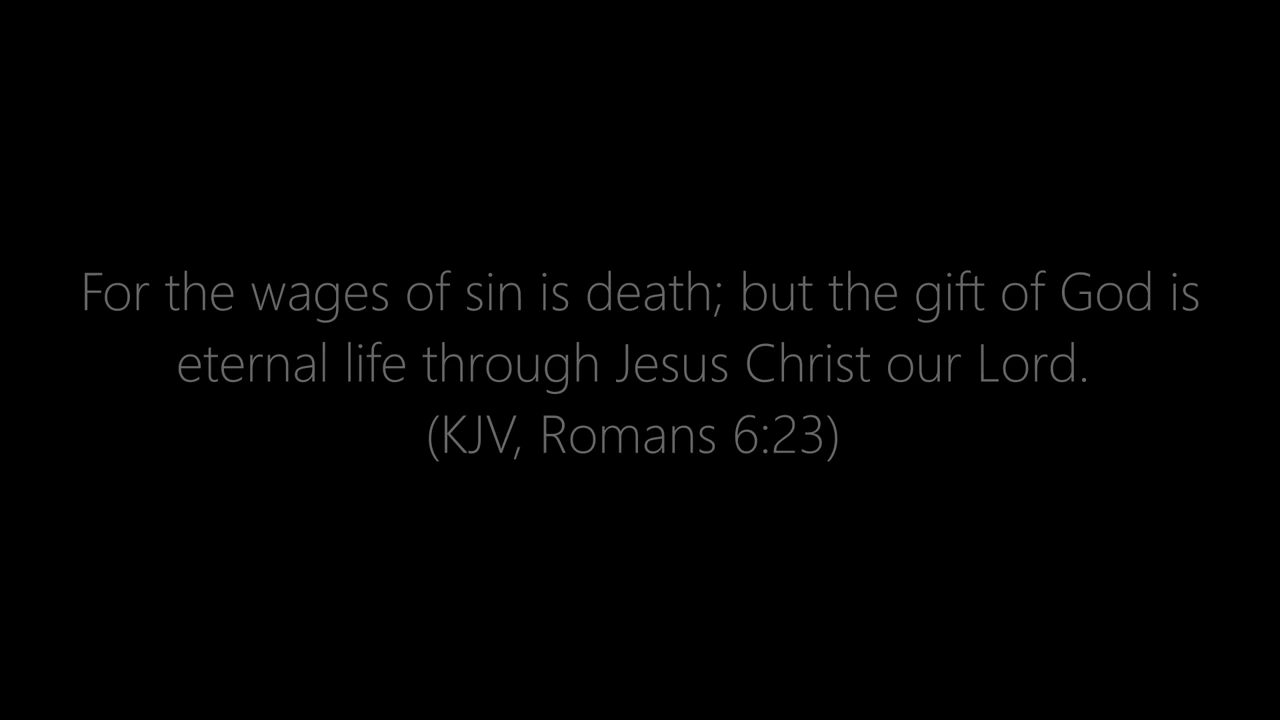 For the wages of sin is death; but the gift of God is
eternal life through Jesus Christ our Lord.
(KJV, Romans 6:23)